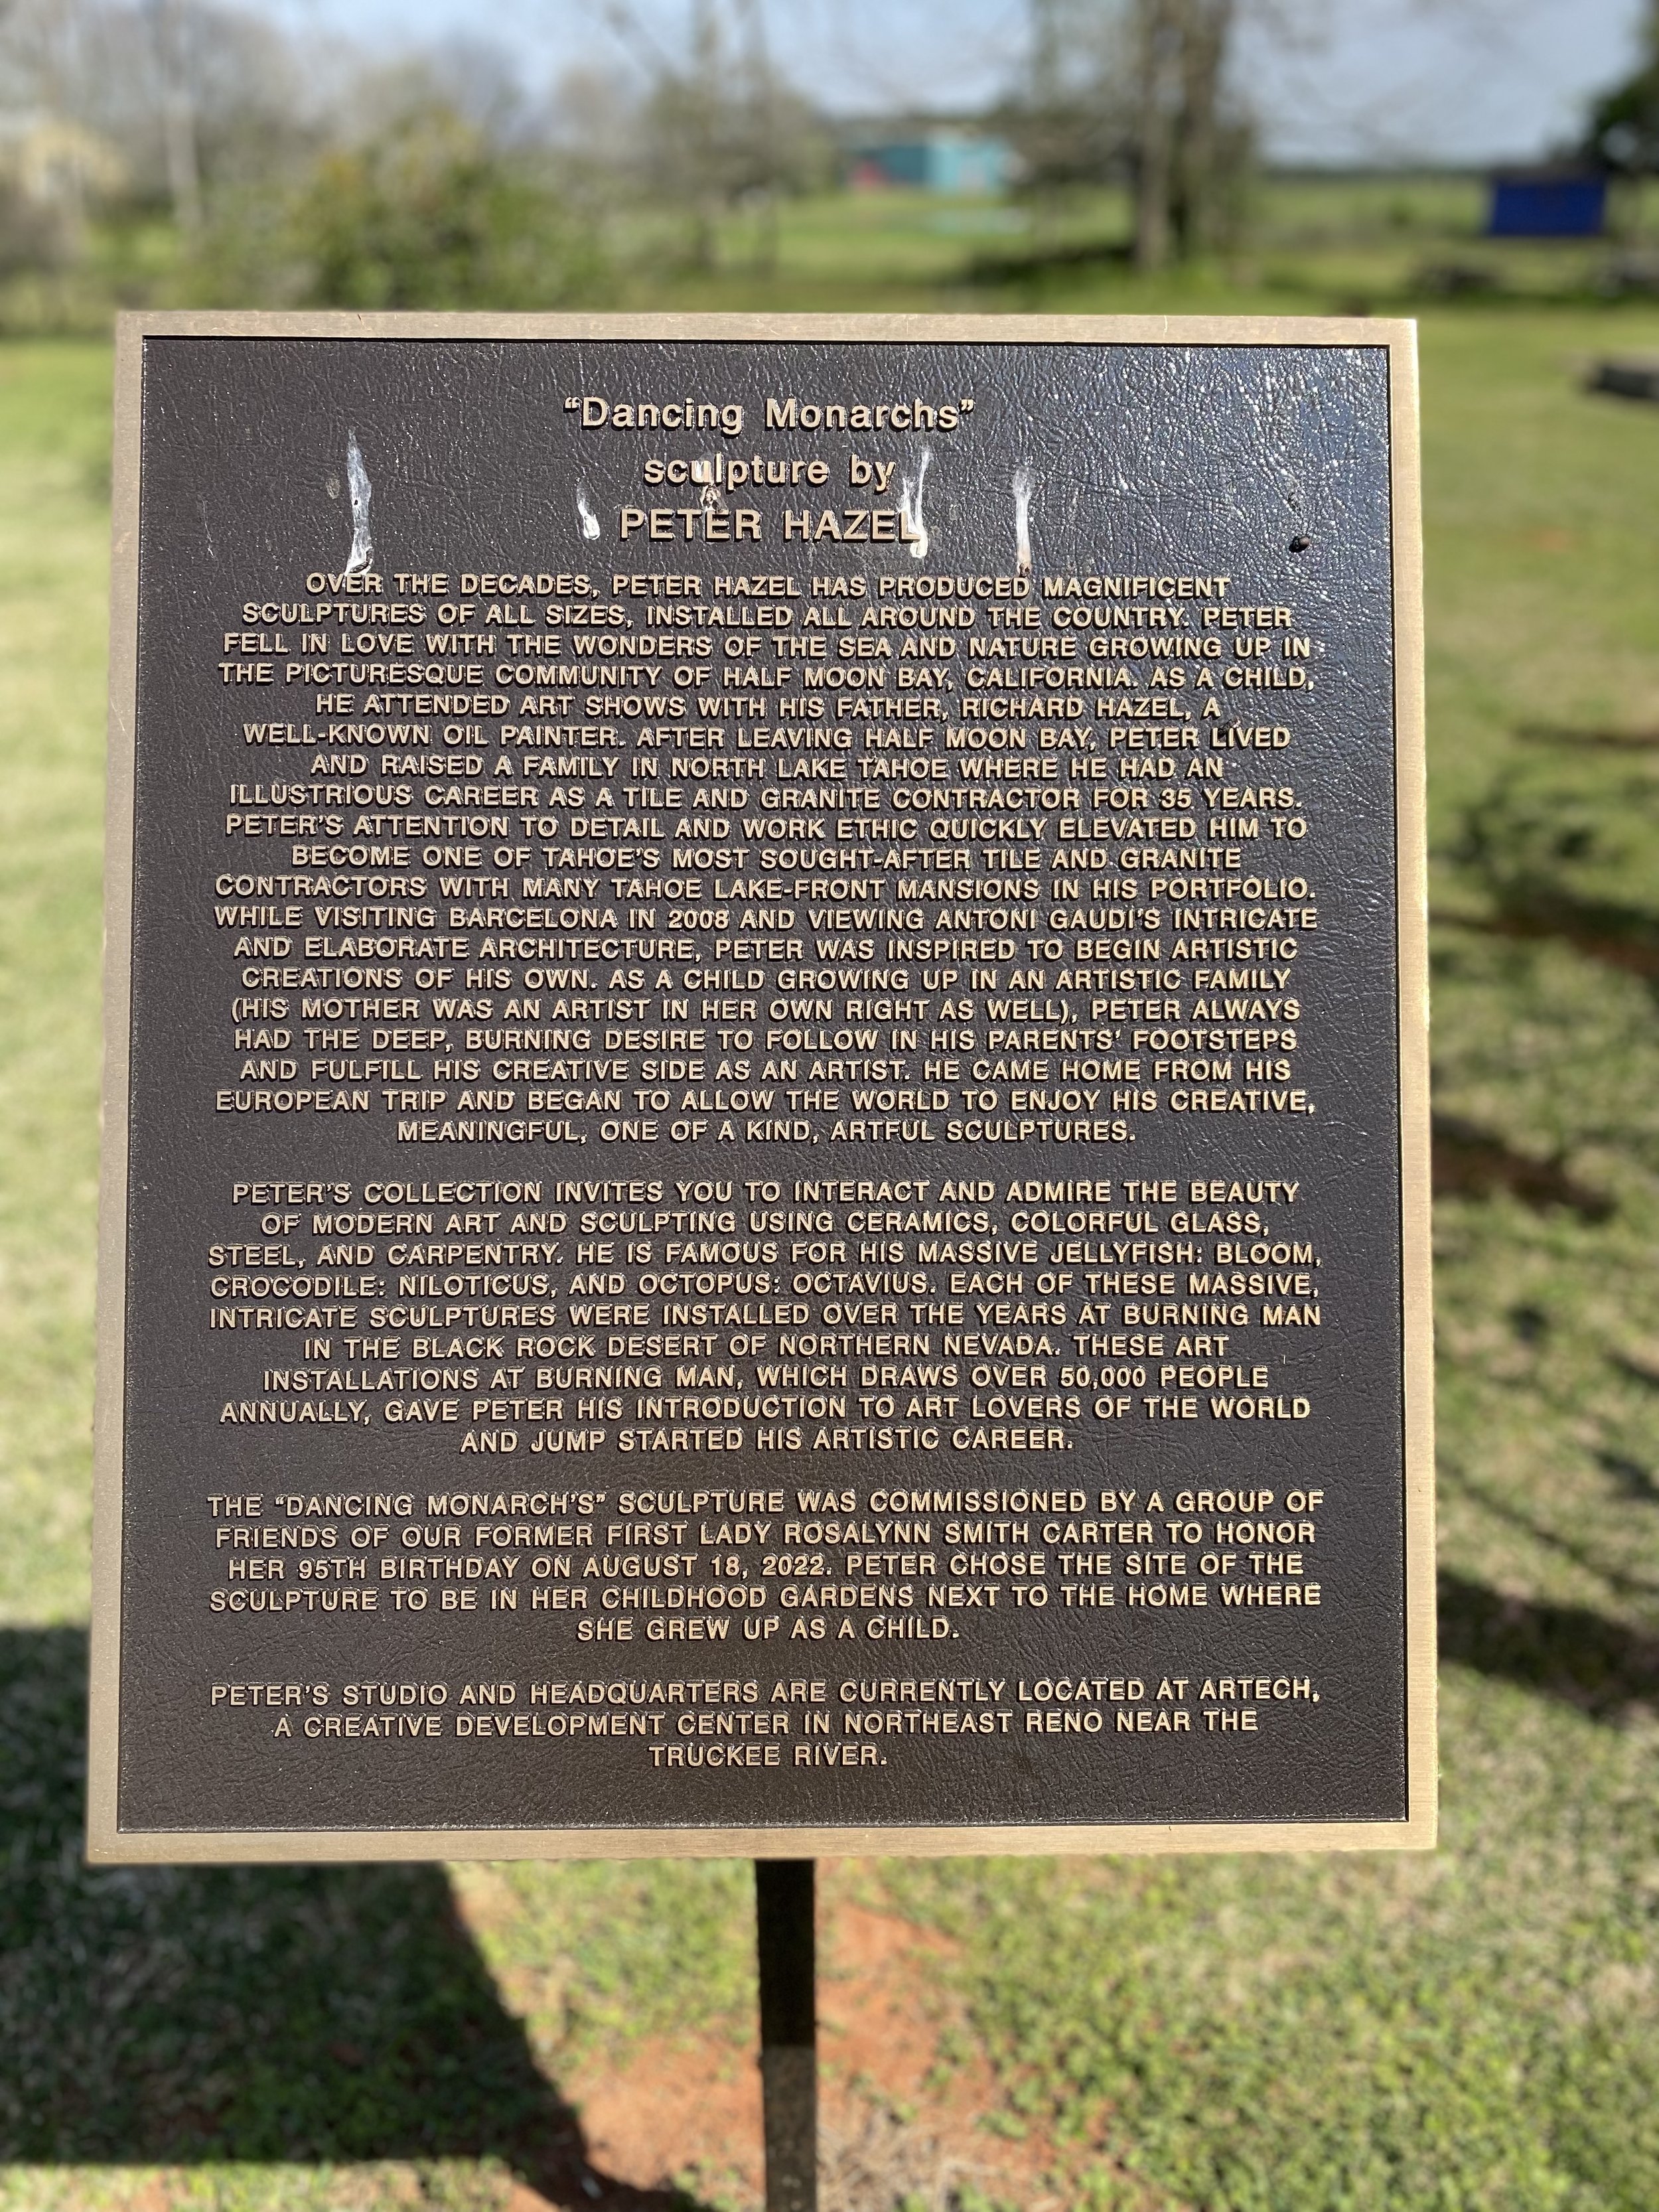 “Dancing Monarchs”
sculpture by
PETER HAZEL
OVER THE DECADES, PETER HAZEL HAS PRODUCED MAGNIFICENT
SCULPTURES OF ALL SIZES, INSTALLED ALL AROUND THE COUNTRY. PETER
FELL IN LOVE WITH THE WONDERS OF THE SEA AND NATURE GROWING UP IN
THE PICTURESQUE COMMUNITY OF HALF MOON BAY, CALIFORNIA. AS A CHILD,
HE ATTENDED ART SHOWS WITH HIS FATHER, RICHARD HAZEL, A
WELL-KNOWN OIL PAINTER. AFTER LEAVING HALF MOON BAY, PETER LIVED
AND RAISED A FAMILY IN NORTH LAKE TAHOE WHERE HE HAD AN
ILLUSTRIOUS CAREER AS A TILE AND GRANITE CONTRACTOR FOR 35 YEARS.
PETER’S ATTENTION TO DETAIL AND WORK ETHIC QUICKLY ELEVATED HIM TO
BECOME ONE OF TAHOE’S MOST SOUGHT-AFTER TILE AND GRANITE
CONTRACTORS WITH MANY TAHOE LAKE-FRONT MANSIONS IN HIS PORTFOLIO.
WHILE VISITING BARCELONA IN 2008 AND VIEWING ANTONI GAUDI’S INTRICATE
AND ELABORATE ARCHITECTURE, PETER WAS INSPIRED TO BEGIN ARTISTIC
CREATIONS OF HIS OWN. AS A CHILD GROWING UP IN AN ARTISTIC FAMILY
(HIS MOTHER WAS AN ARTIST IN HER OWN RIGHT AS WELL), PETER ALWAYS
HAD THE DEEP, BURNING DESIRE TO FOLLOW IN HIS PARENTS’ FOOTSTEPS
AND FULFILL HIS CREATIVE SIDE AS AN ARTIST. HE CAME HOME FROM HIS
EUROPEAN TRIP AND BEGAN TO ALLOW THE WORLD TO ENJOY HIS CREATIVE,
MEANINGFUL, ONE OF A KIND, ARTFUL SCULPTURES.
PETER’S COLLECTION INVITES YOU TO INTERACT AND ADMIRE THE BEAUTY
OF MODERN ART AND SCULPTING USING CERAMICS, COLORFUL GLASS,
STEEL, AND CARPENTRY. HE IS FAMOUS FOR HIS MASSIVE JELLYFISH: BLOOM,
CROCODILE: NILOTICUS, AND OCTOPUS: OCTAVIUS. EACH OF THESE MASSIVE,
INTRICATE SCULPTURES WERE INSTALLED OVER THE YEARS AT BURNING MAN
IN THE BLACK ROCK DESERT OF NORTHERN NEVADA. THESE ART
INSTALLATIONS AT BURNING MAN, WHICH DRAWS OVER 50,000 PEOPLE
ANNUALLY, GAVE PETER HIS INTRODUCTION TO ART LOVERS OF THE WORLD
AND JUMP STARTED HIS ARTISTIC CAREER.
THE “DANCING MONARCH’S” SCULPTURE WAS COMMISSIONED BY A GROUP OF
FRIENDS OF OUR FORMER FIRST LADY ROSALYNN SMITH CARTER TO HONOR
HER 95TH BIRTHDAY ON AUGUST 18, 2022. PETER CHOSE THE SITE OF THE
SCULPTURE TO BE IN HER CHILDHOOD GARDENS NEXT TO THE HOME WHERE
SHE GREW UP AS A CHILD.
PETER’S STUDIO AND HEADQUARTERS ARE CURRENTLY LOCATED AT ARTECH,
A CREATIVE DEVELOPMENT CENTER IN NORTHEAST RENO NEAR THE
TRUCKEE RIVER.